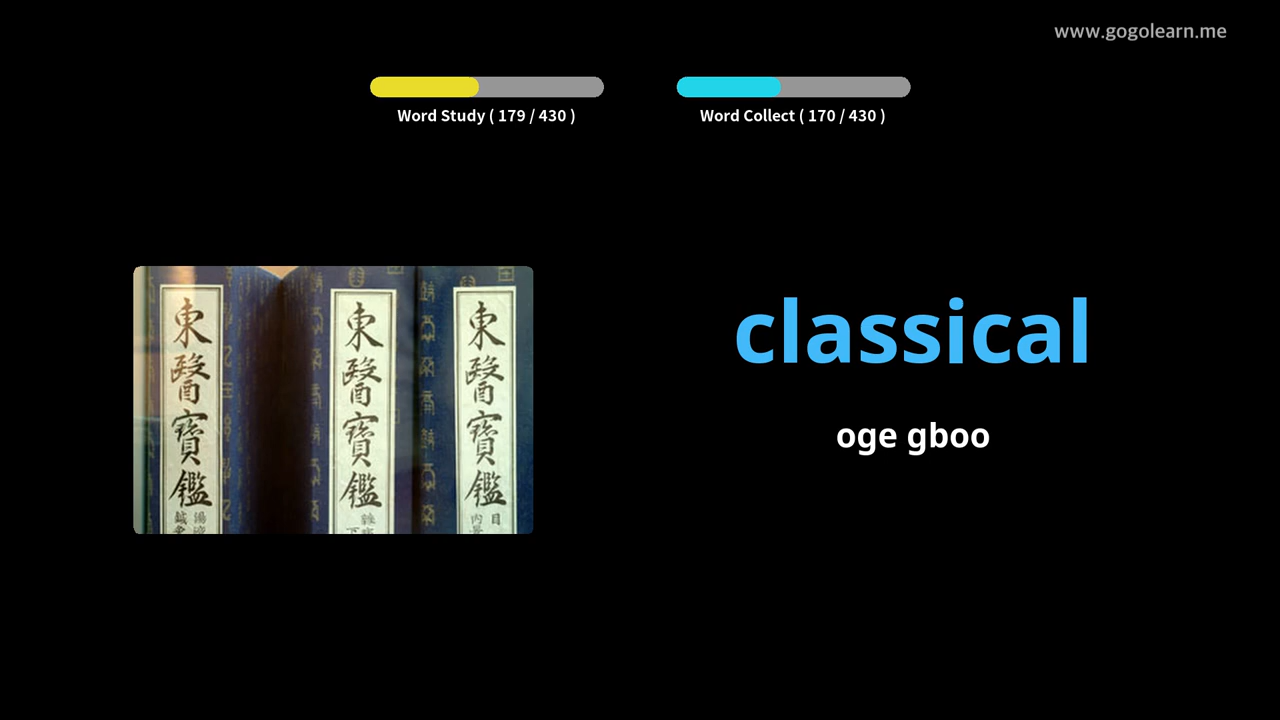 www.gogolearn.me
Word Study ( 179 / 430 )
Word Collect ( 170 / 430 )
東醫寶鑑
東醫寶鑑
東醫寶鑑
classical
oge gboo